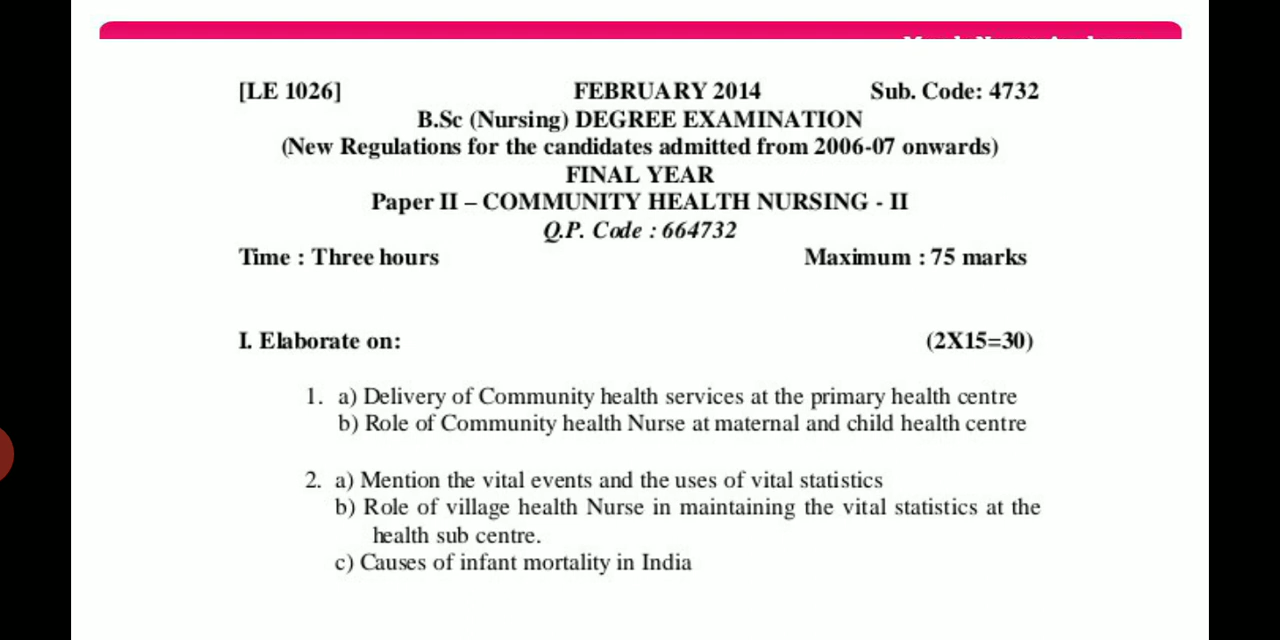 [LE 1026] FEBRUARY 2014 Sub. Code: 4732
B.Sc (Nursing) DEGREE EXAMINATION
(New Regulations for the candidates admitted from 2006-07 onwards)
FINAL YEAR
Paper II – COMMUNITY HEALTH NURSING - II
Q.P. Code : 664732
Time : Three hours Maximum : 75 marks
I. Elaborate on: (2X15=30)
1. a) Delivery of Community health services at the primary health centre
b) Role of Community health Nurse at maternal and child health centre
2. a) Mention the vital events and the uses of vital statistics
b) Role of village health Nurse in maintaining the vital statistics at the
health sub centre.
c) Causes of infant mortality in India